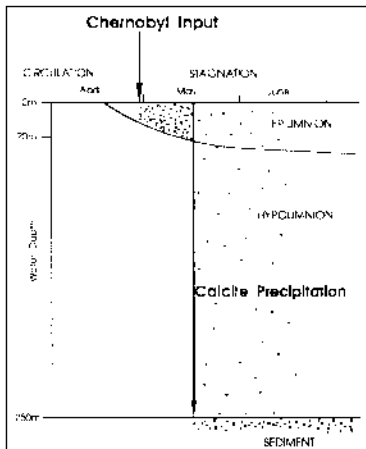 Chernobyl Input
CIRCULATION STAGNATION
April May June
0m
20m
EPILIMNION
HYPOLIMNION
Water Depth
Calcite Precipitation
250m
SEDIMENT